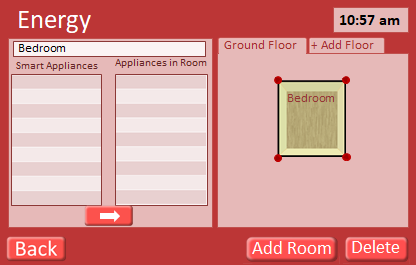 Energy
10:57 am
Bedroom
Smart Appliances
Appliances in Room
Ground Floor
+ Add Floor
Bedroom
Back
Add Room
Delete